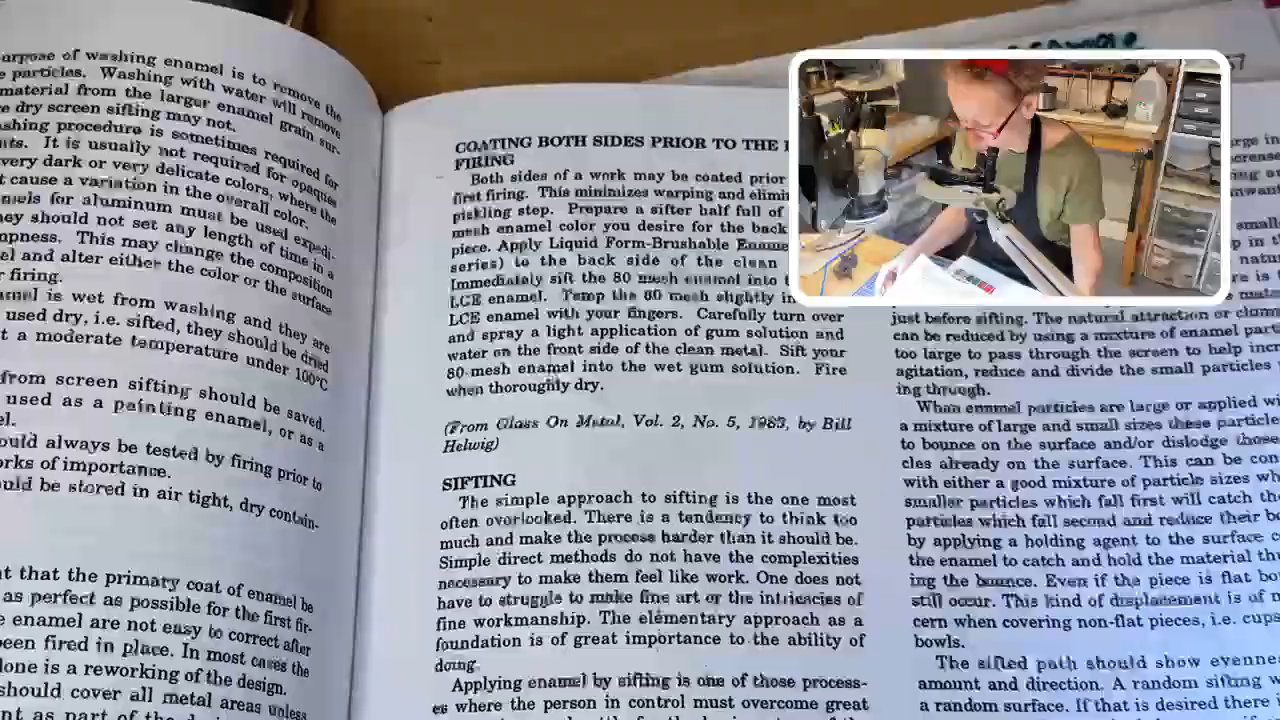 urpose of washing enamel is to remove the
particles. Washing with water will remove
material from the larger enamel grain sur-
e dry screen sifting may not.
ashing procedure is sometimes required for
nts. It is usually not required for opaques
very dark or very delicate colors, where the
t cause a variation in the overall color.
mels for aluminum must be used expedi-
hey should not set any length of time in a
mpness. This may change the composition
el and alter either the color or the surface
r firing.
amel is wet from washing and they are
used dry, i.e. sifted, they should be dried
t a moderate temperature under 100°C
from screen sifting should be saved.
used as a painting enamel, or as a
el.
ould always be tested by firing prior to
orks of importance.
ould be stored in air tight, dry contain-
at that the primary coat of enamel be
as perfect as possible for the first fir-
e enamel are not easy to correct after
been fired in place. In most cases the
done is a reworking of the design.
should cover all metal areas unless
nt as part of the
COATING BOTH SIDES PRIOR TO THE
FIRING
Both sides of a work may be coated prior
first firing. This minimizes warping and elimin
pickling step. Prepare a sifter half full of
mesh enamel color you desire for the back
piece. Apply Liquid Form-Brushable Ename
series) to the back side of the clean
Immediately sift the 80 mesh enamel into
LCE enamel. Tamp the 80 mesh slightly in
LCE enamel with your fingers. Carefully turn over
and spray a light application of gum solution and
water on the front side of the clean metal. Sift your
80-mesh enamel into the wet gum solution. Fire
when thoroughly dry.
(From Glass On Metal, Vol. 2, No. 5, 1983, by Bill
Helwig)
SIFTING
The simple approach to sifting is the one most
often overlooked. There is a tendency to think too
much and make the process harder than it should be.
Simple direct methods do not have the complexities
necessary to make them feel like work. One does not
have to struggle to make fine art or the intricacies of
fine workmanship. The elementary approach as a
foundation is of great importance to the ability of
doing.
Applying enamel by sifting is one of those process-
es where the person in control must overcome great
just before sifting. The natural attraction or clum
can be reduced by using a mixture of enamel part
too large to pass through the screen to help incr
agitation, reduce and divide the small particles
ing through.
When enamel particles are large or applied wi
a mixture of large and small sizes these particle
to bounce on the surface and/or dislodge those
cles already on the surface. This can be con
with either a good mixture of particle sizes wh
smaller particles which fall first will catch th
particles which fall second and reduce their bo
by applying a holding agent to the surface
the enamel to catch and hold the material th
ing the bounce. Even if the piece is flat bo
still occur. This kind of displacement is of
cern when covering non-flat pieces, i.e. cups
bowls.
The sifted path should show evenne
amount and direction. A random sifting w
a random surface. If that is desired there